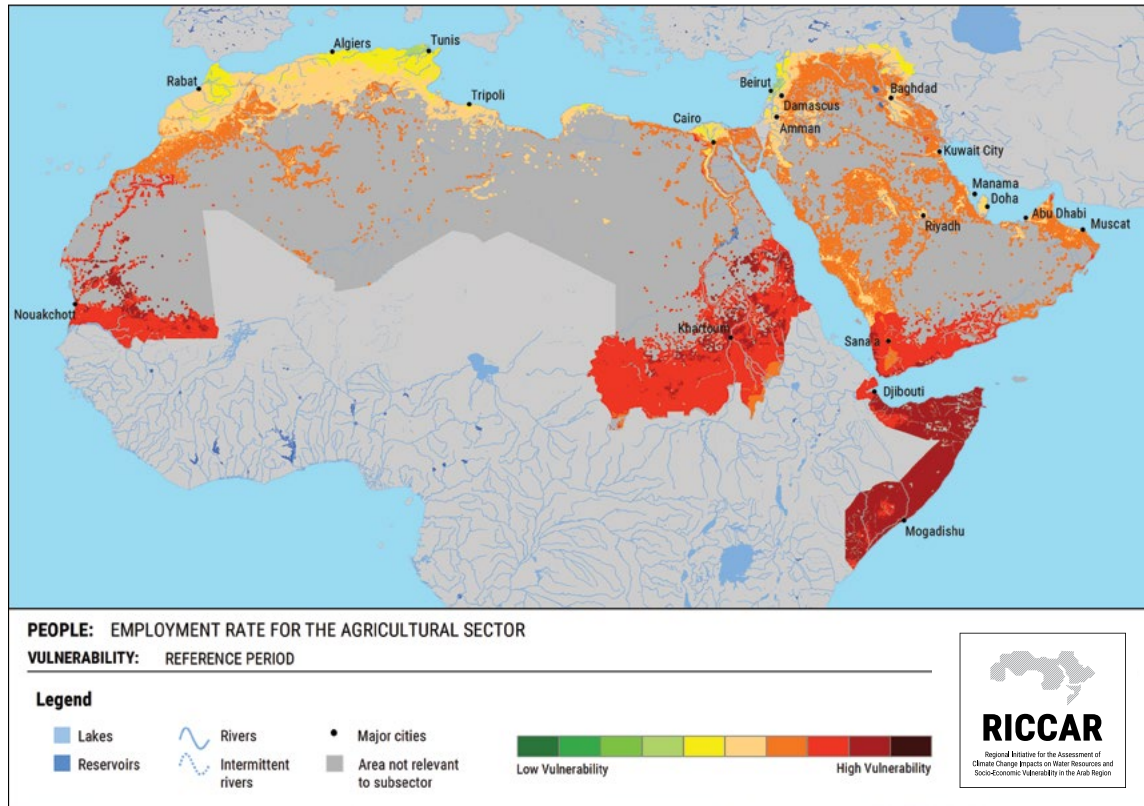 Algiers
Tunis
Rabat
Tripoli
Beirut
Baghdad
Damascus
Cairo
Amman
Kuwait City
Manama
Doha
Abu Dhabi
Riyadh
Muscat
Nouakchott
Khartoum
Sana'a
Djibouti
Mogadishu
PEOPLE: EMPLOYMENT RATE FOR THE AGRICULTURAL SECTOR
VULNERABILITY: REFERENCE PERIOD
Legend
Lakes
Rivers
Major cities
Reservoirs
Intermittent
rivers
Area not relevant
to subsector
Low Vulnerability
High Vulnerability
RICCAR
Regional Initiative for the Assessment of
Climate Change Impacts on Water Resources and
Socio-Economic Vulnerability in the Arab Region